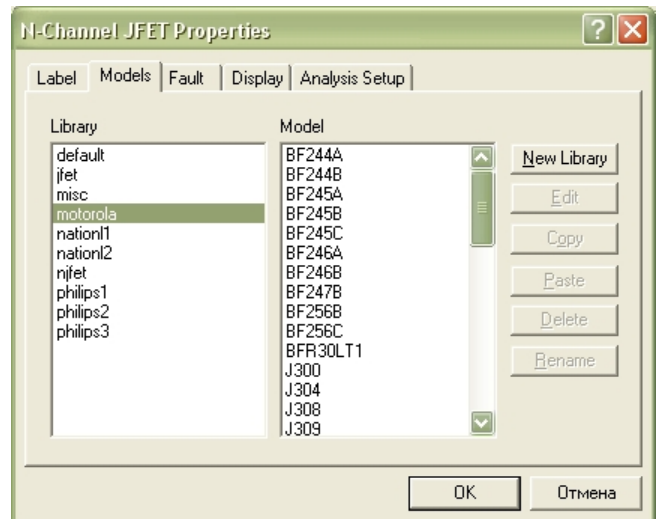 N-Channel JFET Properties
Label Models Fault Display Analysis Setup
Library
default
jfet
misc
motorola
nationl1
nationl2
njfet
philips1
philips2
philips3
Model
BF244A
BF244B
BF245A
BF245B
BF245C
BF246A
BF246B
BF247B
BF256B
BF256C
BFR30LT1
J300
J304
J308
J309
New Library
Edit
Copy
Paste
Delete
Rename
OK Отмена